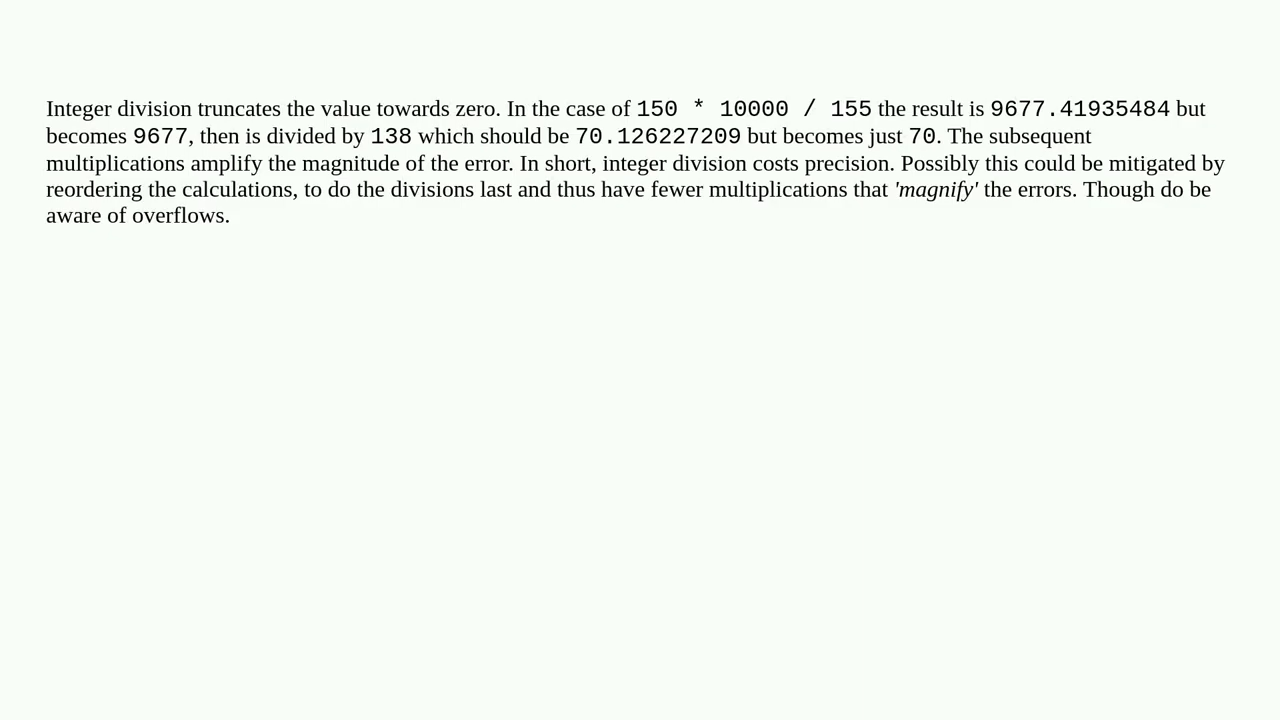 Integer division truncates the value towards zero. In the case of 150 * 10000 / 155 the result is 9677.41935484 but
becomes 9677, then is divided by 138 which should be 70.126227209 but becomes just 70. The subsequent
multiplications amplify the magnitude of the error. In short, integer division costs precision. Possibly this could be mitigated by
reordering the calculations, to do the divisions last and thus have fewer multiplications that 'magnify' the errors. Though do be
aware of overflows.